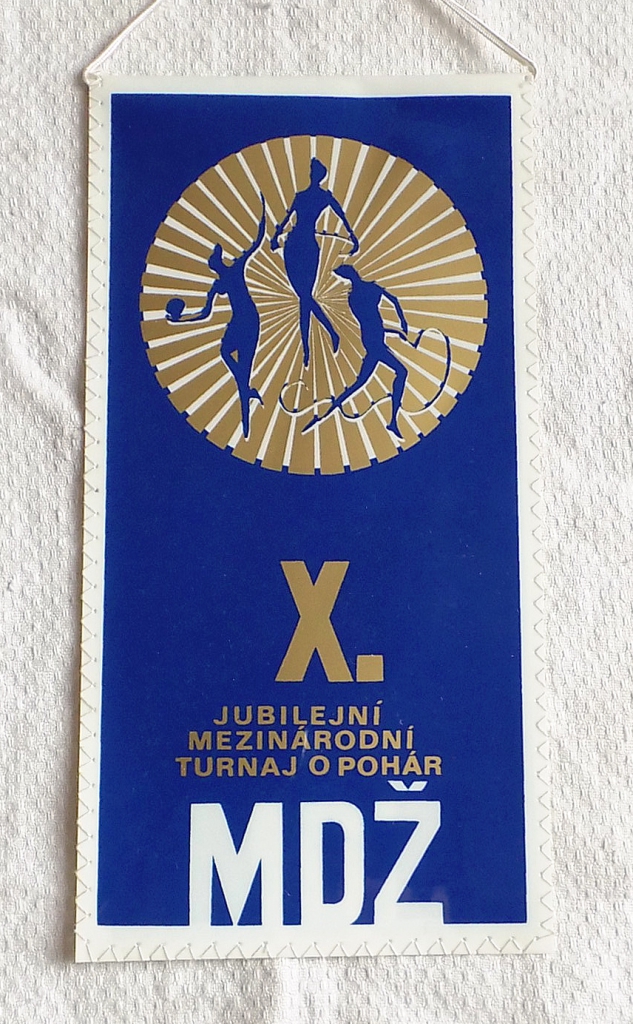 X.
JUBILEJNÍ
MEZINÁRODNÍ
TURNAJ O POHÁR
MDŽ